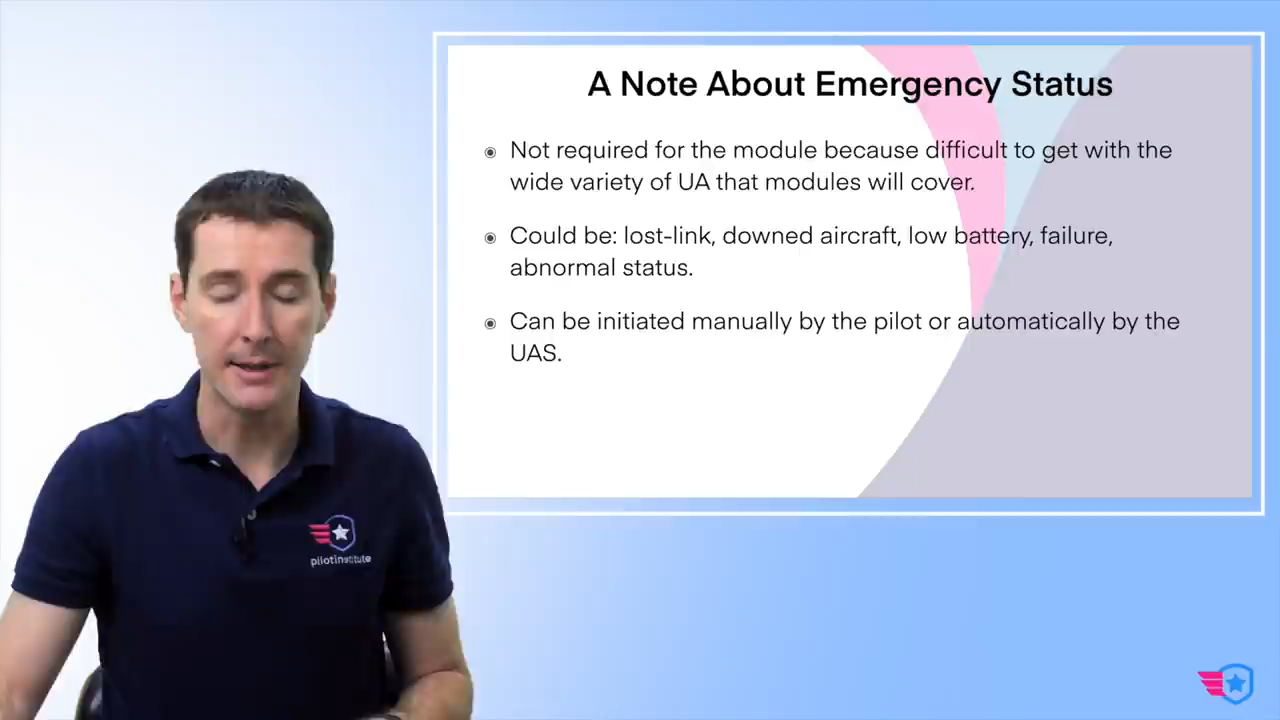 A Note About Emergency Status
Not required for the module because difficult to get with the
wide variety of UA that modules will cover.
Could be: lost-link, downed aircraft, low battery, failure,
abnormal status.
Can be initiated manually by the pilot or automatically by the
UAS.
pilotinstitute